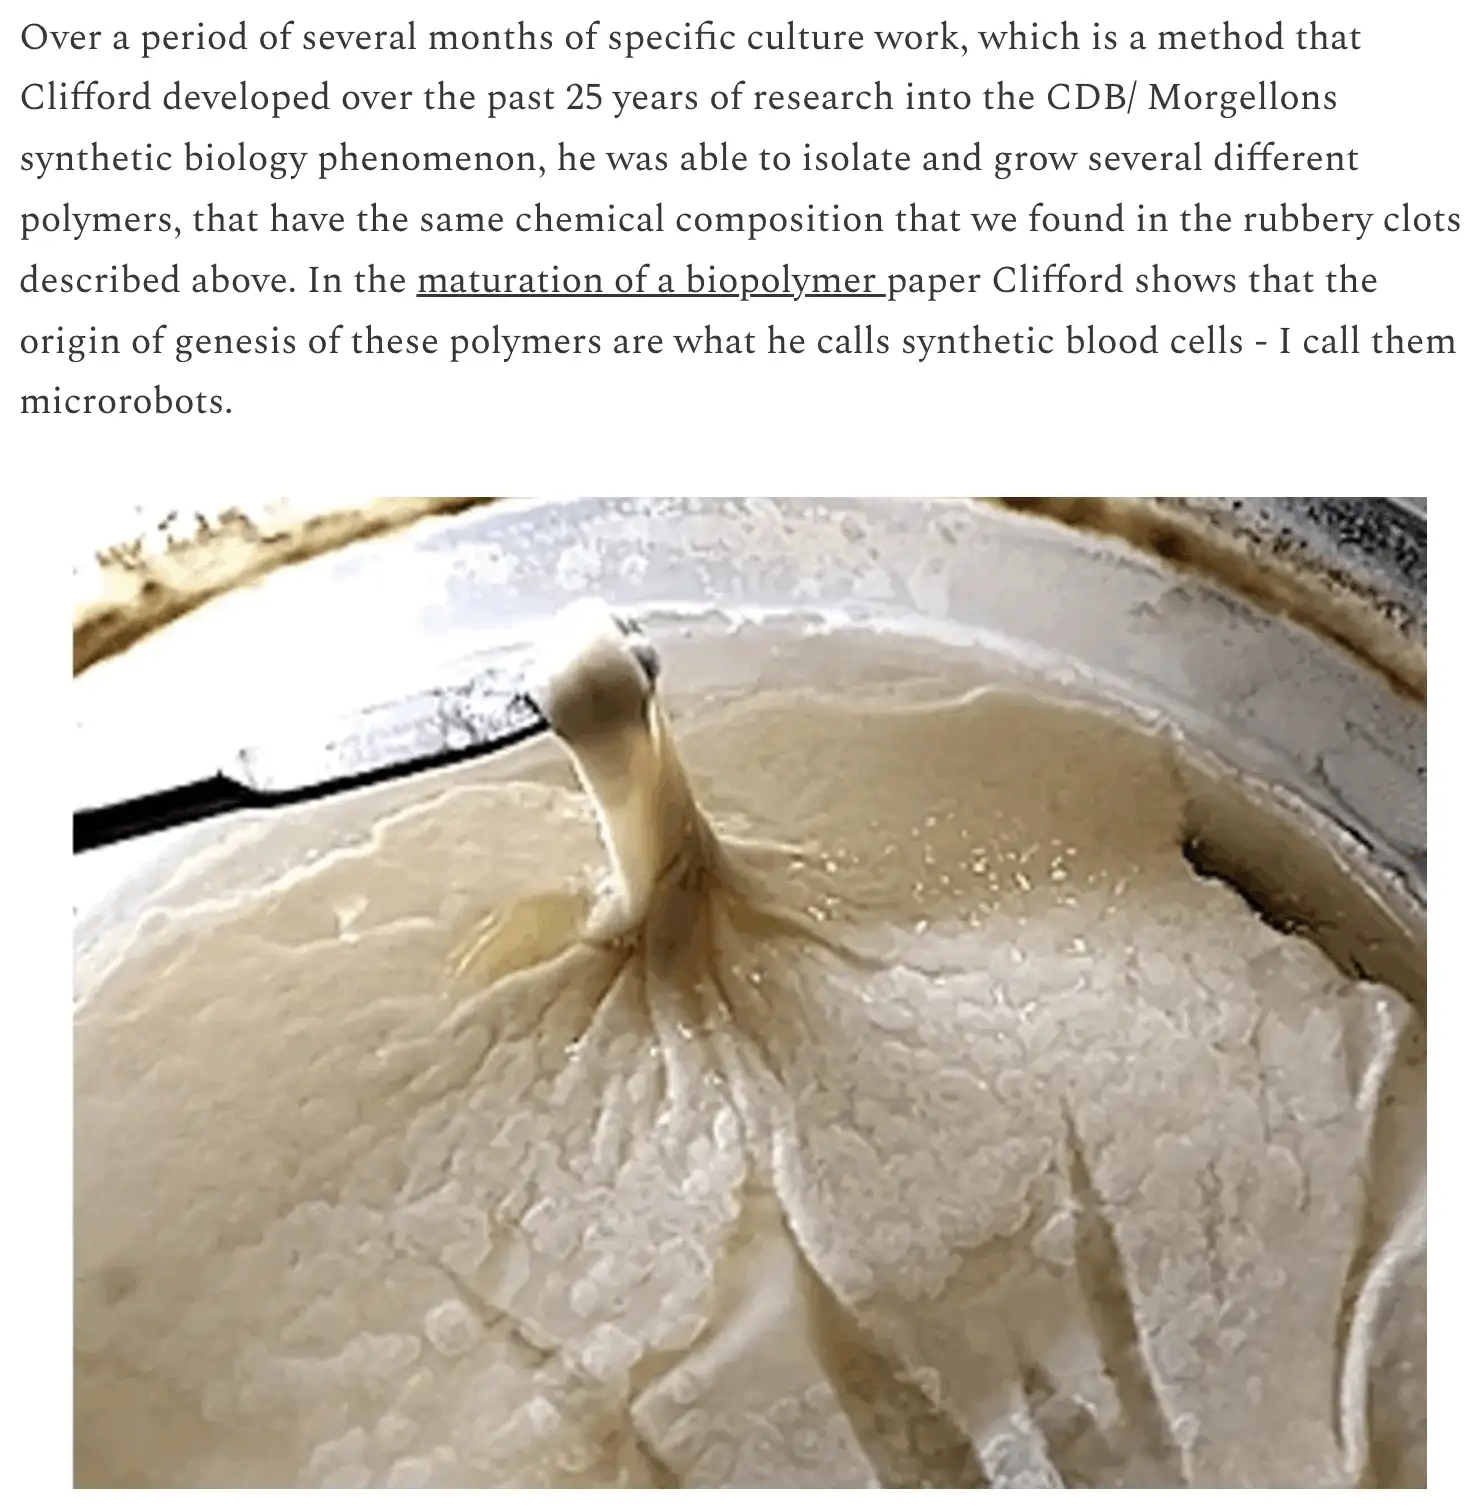 Over a period of several months of specific culture work, which is a method that
Clifford developed over the past 25 years of research into the CDB/ Morgellons
synthetic biology phenomenon, he was able to isolate and grow several different
polymers, that have the same chemical composition that we found in the rubbery clots
described above. In the maturation of a biopolymer paper Clifford shows that the
origin of genesis of these polymers are what he calls synthetic blood cells - I call them
microrobots.